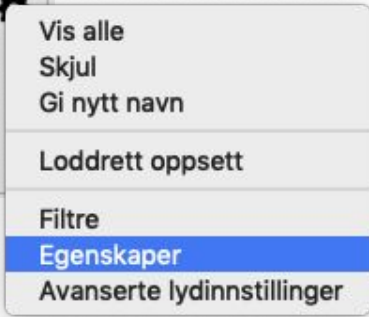 Vis alle
Skjul
Gi nytt navn
Loddrett oppsett
Filtre
Egenskaper
Avanserte lydinnstillinger